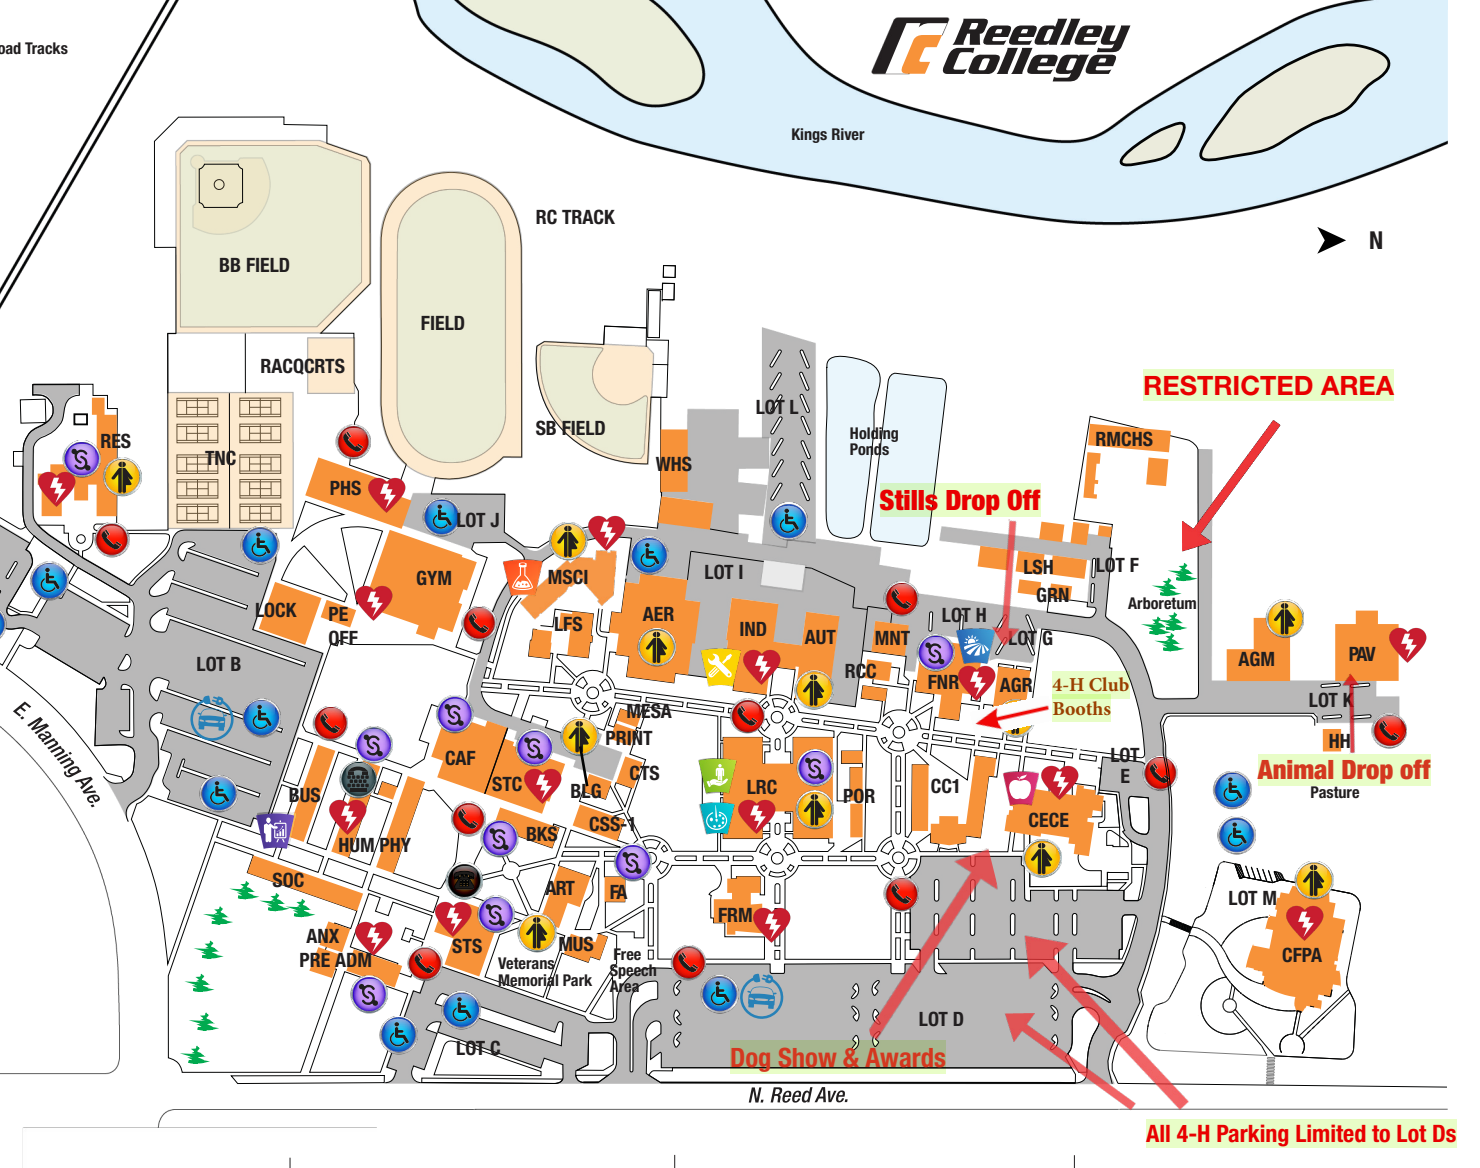 oad Tracks
Reedley
College
Kings River
N
RC TRACK
BB FIELD
FIELD
RACQCRTS
RESTRICTED AREA
LOT L
SB FIELD
Holding
Ponds
RMCHS
RES
TNC
WHS
PHS
Stills Drop Off
LOT J
LOT I
LSH
LOT F
GYM
MSCI
GRN
Arboretum
LOCK
PE
OFF
LFS
AER
IND
AUT
MNT
LOT H
LOT G
LOT B
RCC
FNR
AGR
AGM
PAV
4-H Club
Booths
LOT K
E. Manning Ave.
MESA
PRINT
HH
CAF
STC
CTS
BLG
LRC
POR
CC1
LOT
E
Animal Drop off
Pasture
BUS
HUM
PHY
BKS
CSS-1
CECE
SOC
ART
FA
FRM
LOT M
ANX
PRE
ADM
STS
MUS
Veterans
Memorial Park
Free
Speech
Area
CFPA
LOT C
LOT D
Dog Show & Awards
N. Reed Ave.
All 4-H Parking Limited to Lot Ds